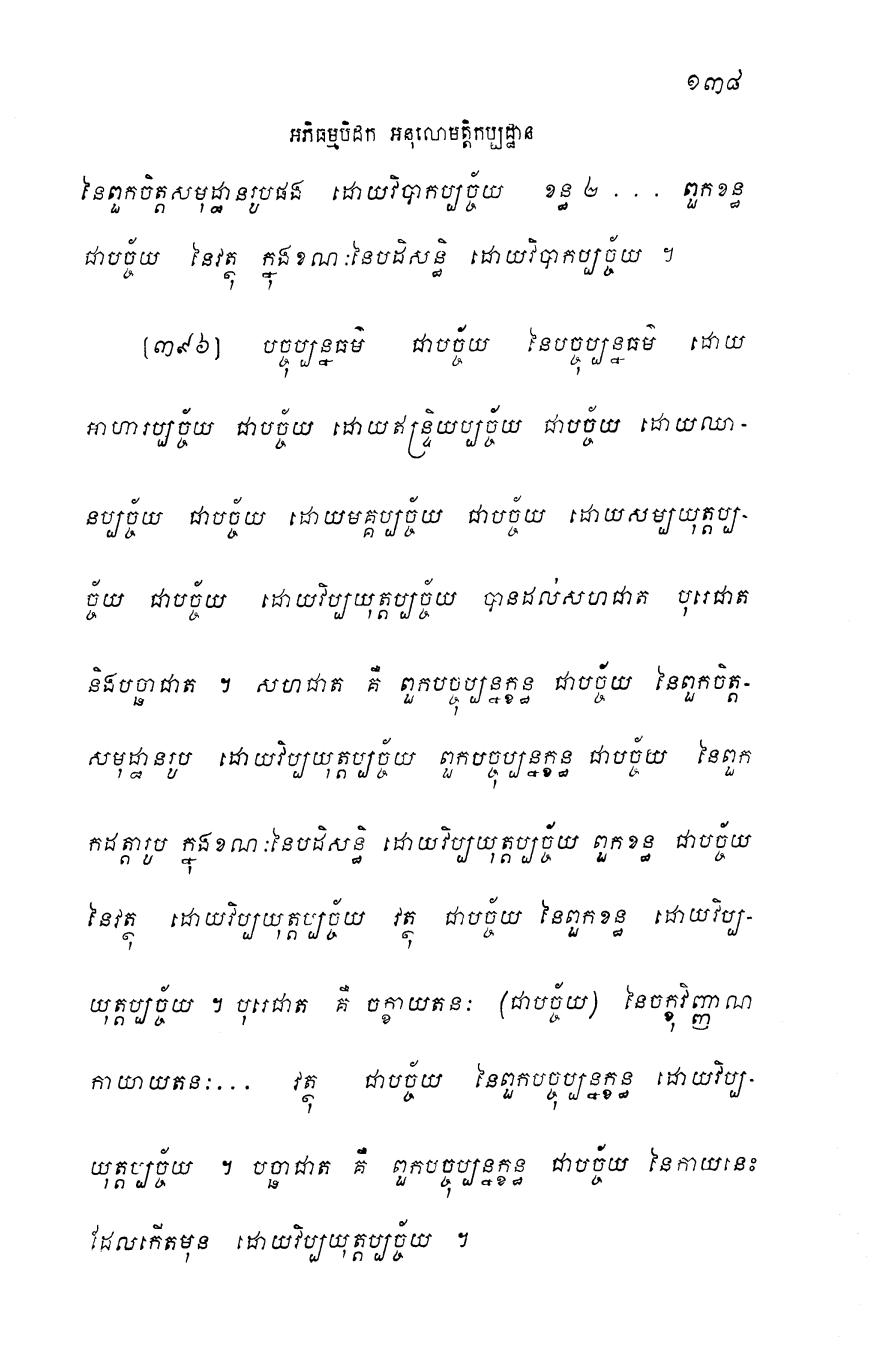 ១៣៨
អភិធម្មបិដក អនុលោមត្តិកប្បដ្ឋាន
នៃពួកចិត្តសមុដ្ឋានរូបផង ដោយវិបាកប្បច្ច័យ ខន្ធ ២ . . . ពួកខន្ធ
ជាបច្ច័យ នៃវត្ថុ ក្នុងខណៈនៃបដិសន្ធិ ដោយវិបាកប្បច្ច័យ ។
[៣៩៦] បច្ចុប្បន្នធម៌ ជាបច្ច័យ នៃបច្ចុប្បន្នធម៌ ដោយ
អាហារប្បច្ច័យ ជាបច្ច័យ ដោយឥន្ទ្រិយប្បច្ច័យ ជាបច្ច័យ ដោយឈា-
នប្បច្ច័យ ជាបច្ច័យ ដោយមគ្គប្បច្ច័យ ជាបច្ច័យ ដោយសម្បយុត្តប្ប-
ច្ច័យ ជាបច្ច័យ ដោយវិប្បយុត្តប្បច្ច័យ បានដល់សហជាត បុរេជាត
និងបច្ឆាជាត ។ សហជាត គឺ ពួកបច្ចុប្បន្នក្ខន្ធ ជាបច្ច័យ នៃពួកចិត្ត-
សមុដ្ឋានរូប ដោយវិប្បយុត្តប្បច្ច័យ ពួកបច្ចុប្បន្នក្ខន្ធ ជាបច្ច័យ នៃពួក
កដត្តារូប ក្នុងខណៈនៃបដិសន្ធិ ដោយវិប្បយុត្តប្បច្ច័យ ពួកខន្ធ ជាបច្ច័យ
នៃវត្ថុ ដោយវិប្បយុត្តប្បច្ច័យ វត្ថុ ជាបច្ច័យ នៃពួកខន្ធ ដោយវិប្ប-
យុត្តប្បច្ច័យ ។ បុរេជាត គឺ ចក្ខាយតនៈ (ជាបច្ច័យ) នៃចក្ខុវិញ្ញាណ
កាយាយតនៈ... វត្ថុ ជាបច្ច័យ នៃពួកបច្ចុប្បន្នក្ខន្ធ ដោយវិប្ប-
យុត្តប្បច្ច័យ ។ បច្ឆាជាត គឺ ពួកបច្ចុប្បន្នក្ខន្ធ ជាបច្ច័យ នៃកាយនេះ
ដែលកើតមុន ដោយវិប្បយុត្តប្បច្ច័យ ។